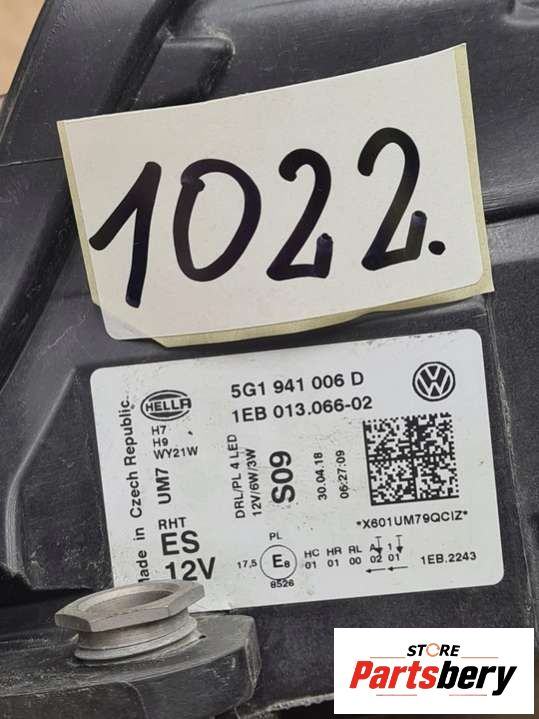 1022.
Made in Czech Republic
HELLA
H7
H9
WY21W
UM7
RHT
ES
12V
DRL/PL 4 LED
12V/6W/3W
S09
30.04.18
06:27:09
5G1 941 006 D
1EB 013.066-02
VW
*X601UM79QCIZ*
PL
17,5 E8 HC HR RL A 1
8526 01 01 00 02 01
1EB.2243
STORE
Partsbery